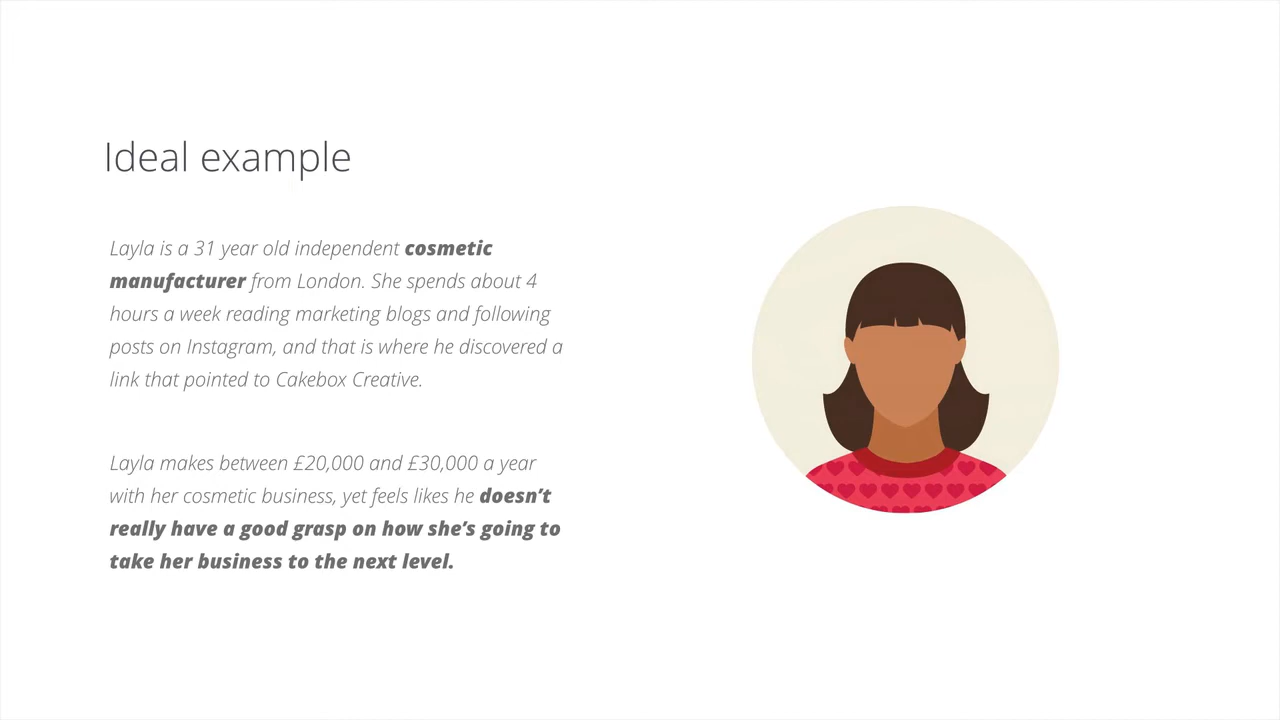 Ideal example
Layla is a 31 year old independent cosmetic
manufacturer from London. She spends about 4
hours a week reading marketing blogs and following
posts on Instagram, and that is where he discovered a
link that pointed to Cakebox Creative.
Layla makes between £20,000 and £30,000 a year
with her cosmetic business, yet feels likes he doesn’t
really have a good grasp on how she’s going to
take her business to the next level.